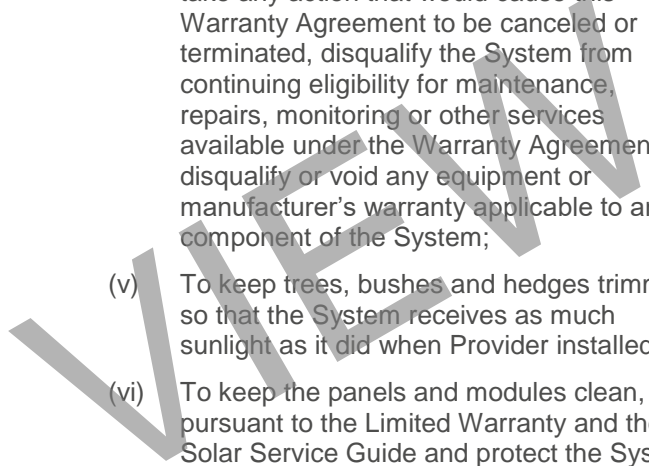 take any action that would cause this
Warranty Agreement to be canceled or
terminated, disqualify the System from
continuing eligibility for maintenance,
repairs, monitoring or other services
available under the Warranty Agreemen
disqualify or void any equipment or
manufacturer's warranty applicable to
component of the System;
(v) To keep trees, bushes and hedges trim
so that the System receives as much
sunlight as it did when Provider installed
(vi) To keep the panels and modules clean,
pursuant to the Limited Warranty and the
Solar Service Guide and protect the Sys
VIEW